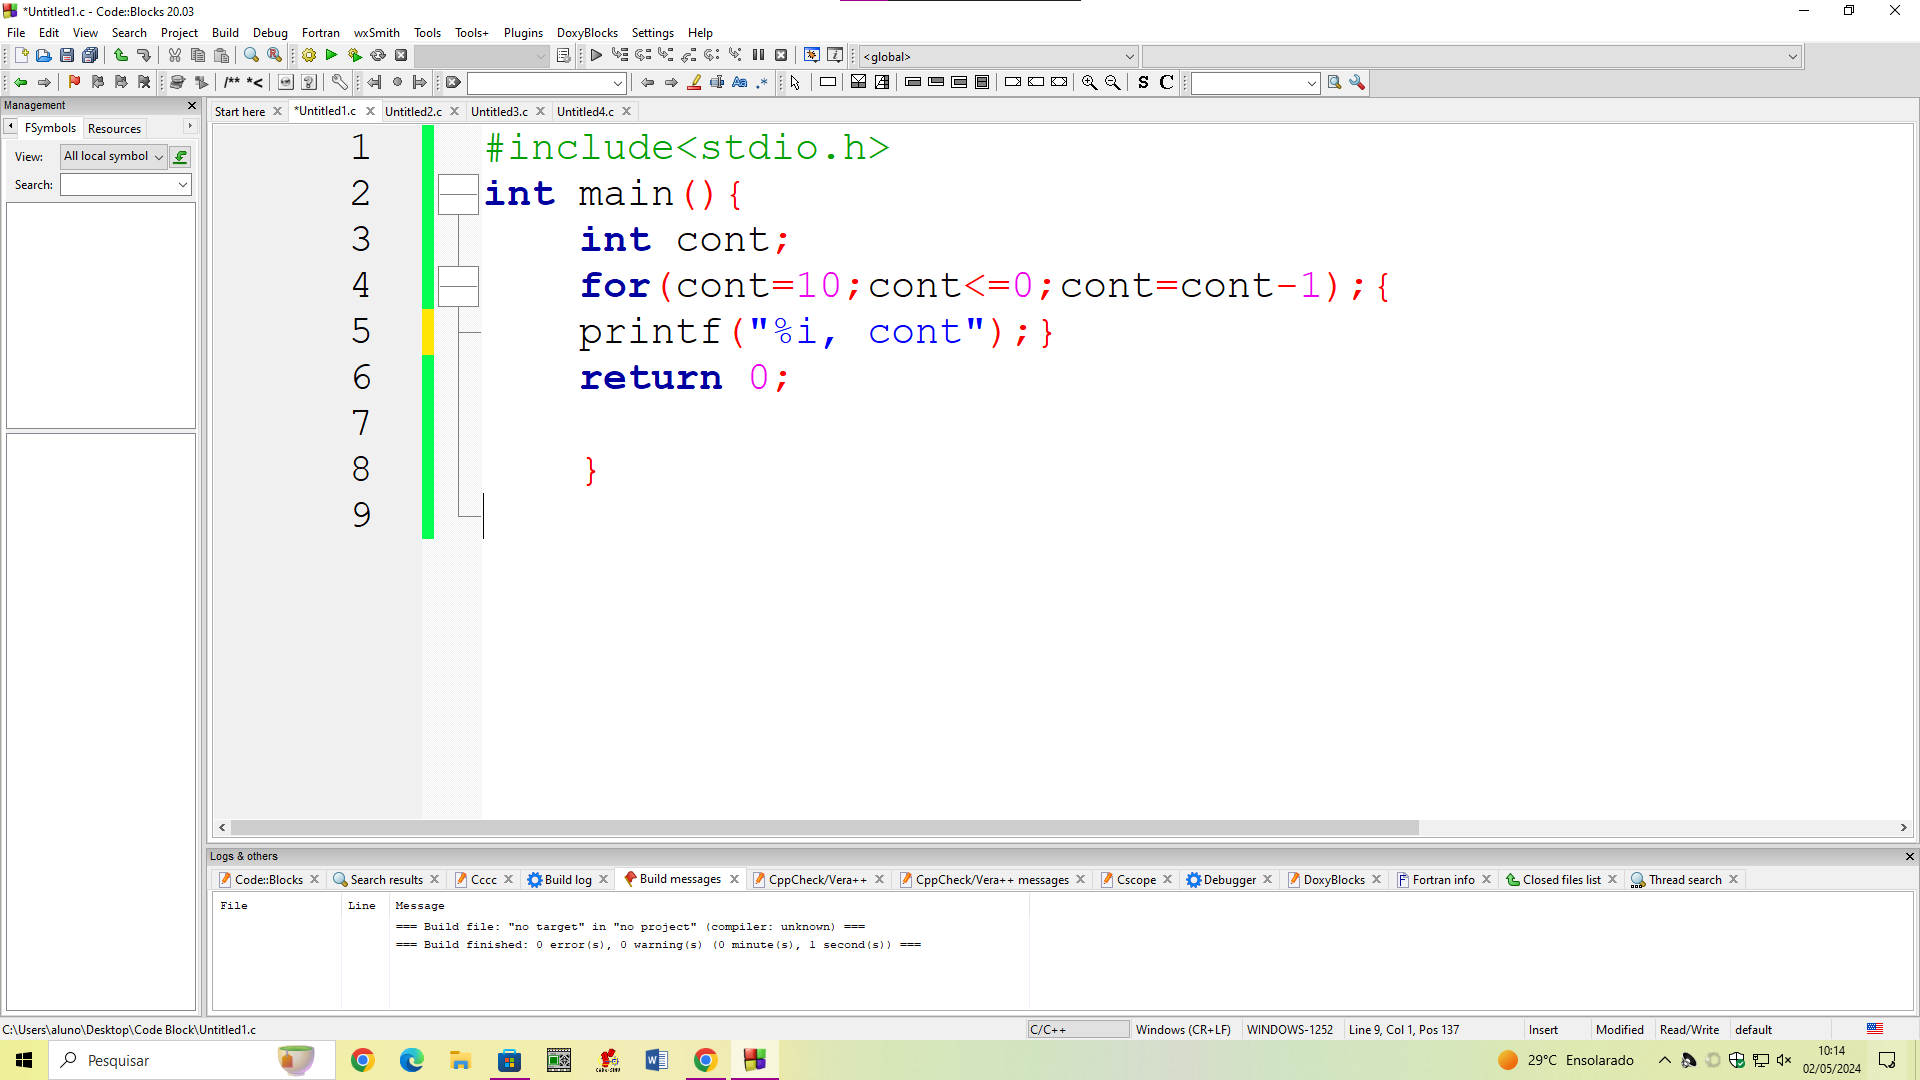 *Untitled1.c - Code::Blocks 20.03
File Edit View Search Project Build Debug Fortran wxSmith Tools Tools+ Plugins DoxyBlocks Settings Help
<global>
/** *< Aa .* S C
Management
Start here *Untitled1.c Untitled2.c Untitled3.c Untitled4.c
FSymbols Resources
View: All local symbol
Search:
1 #include<stdio.h>
2 int main(){
3 int cont;
4 for(cont=10;cont<=0;cont=cont-1);{
5 printf("%i, cont");}
6 return 0;
7
8 }
9
Logs & others
Code::Blocks Search results Cccc Build log Build messages CppCheck/Vera++ CppCheck/Vera++ messages Cscope Debugger DoxyBlocks Fortran info Closed files list Thread search
File Line Message
=== Build file: "no target" in "no project" (compiler: unknown) ===
=== Build finished: 0 error(s), 0 warning(s) (0 minute(s), 1 second(s)) ===
C:\Users\aluno\Desktop\Code Block\Untitled1.c C/C++ Windows (CR+LF) WINDOWS-1252 Line 9, Col 1, Pos 137 Insert Modified Read/Write default
Pesquisar 29°C Ensolarado 10:14
02/05/2024